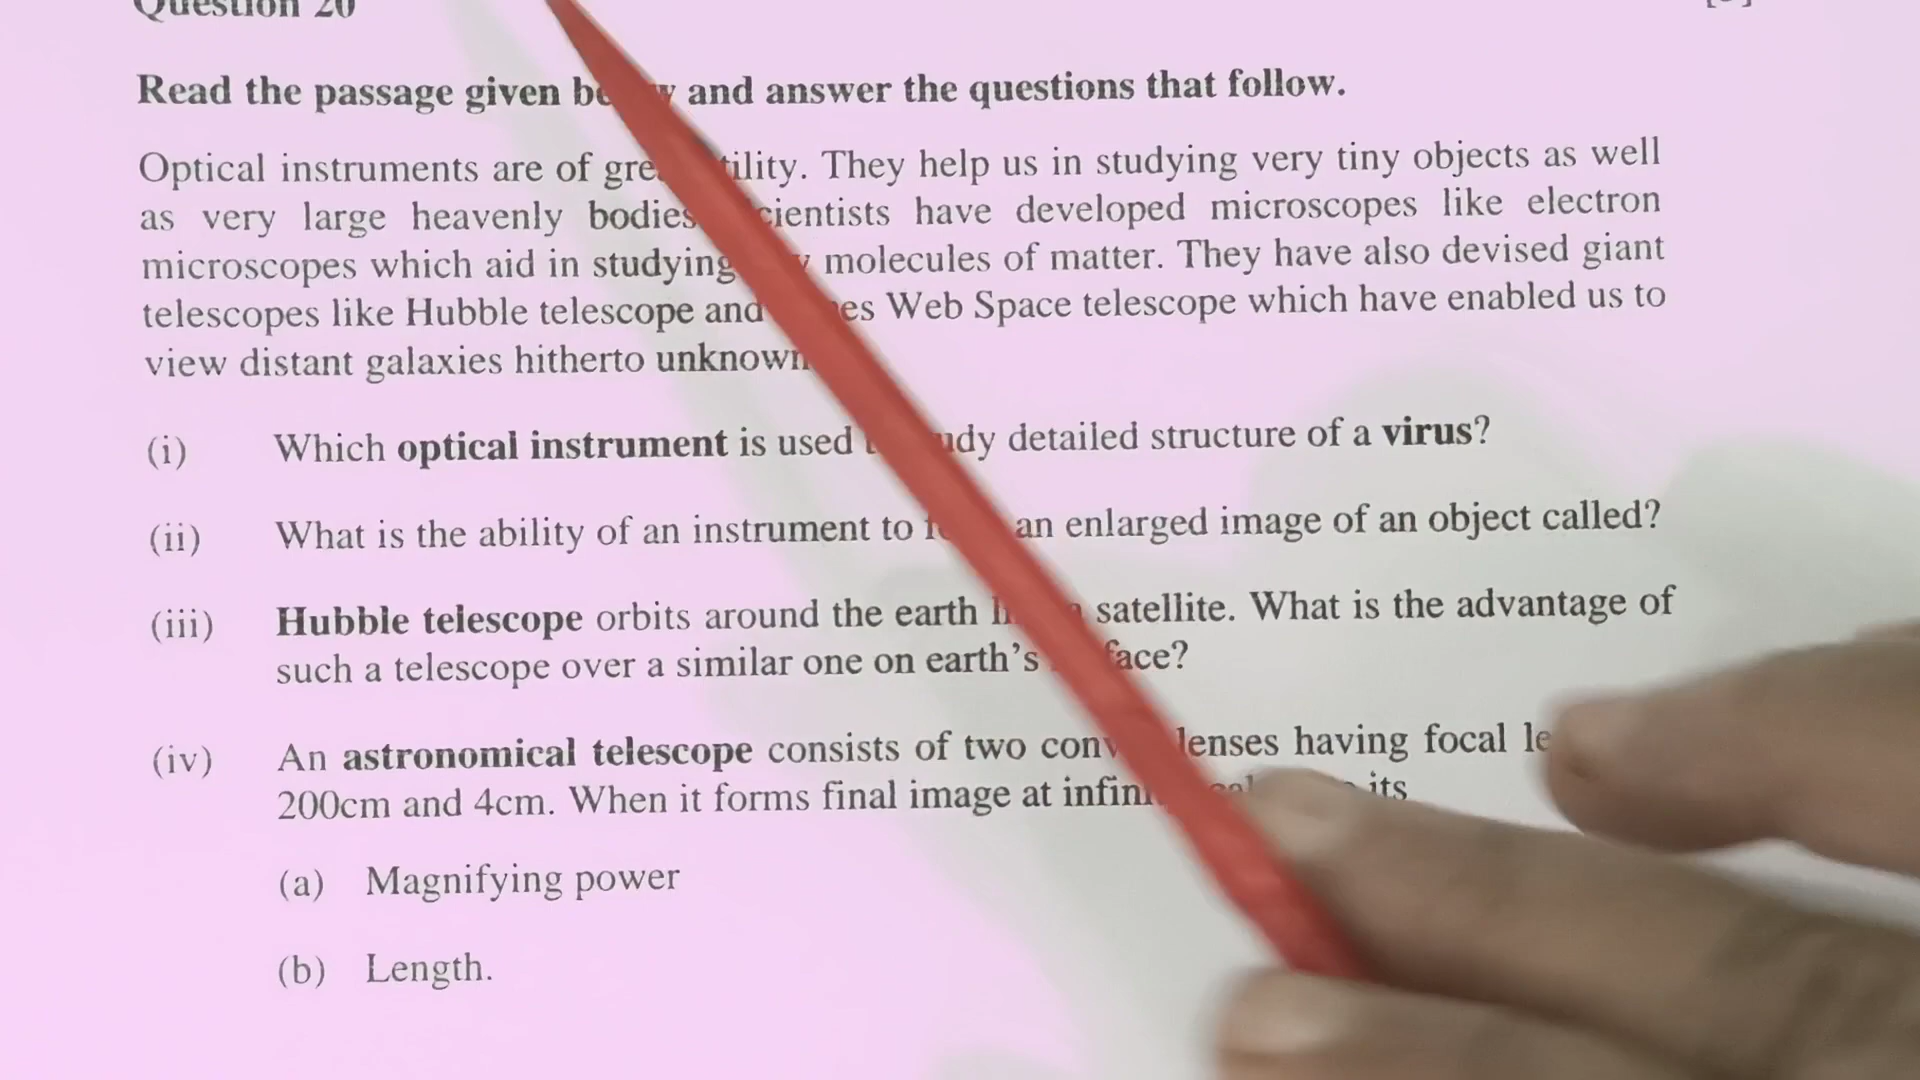 Question 20
Read the passage given and answer the questions that follow.
Optical instruments are of They help us in studying very tiny objects as well
as very large heavenly bodies have developed microscopes like electron
microscopes which aid in studying molecules of matter. They have also devised giant
telescopes like Hubble telescope and Web Space telescope which have enabled us to
view distant galaxies hitherto unknown
(i) Which optical instrument is used detailed structure of a virus?
(ii) What is the ability of an instrument to an enlarged image of an object called?
(iii) Hubble telescope orbits around the earth satellite. What is the advantage of
such a telescope over a similar one on earth's
(iv) An astronomical telescope consists of two lenses having focal
200cm and 4cm. When it forms final image at its
(a) Magnifying power
(b) Length.